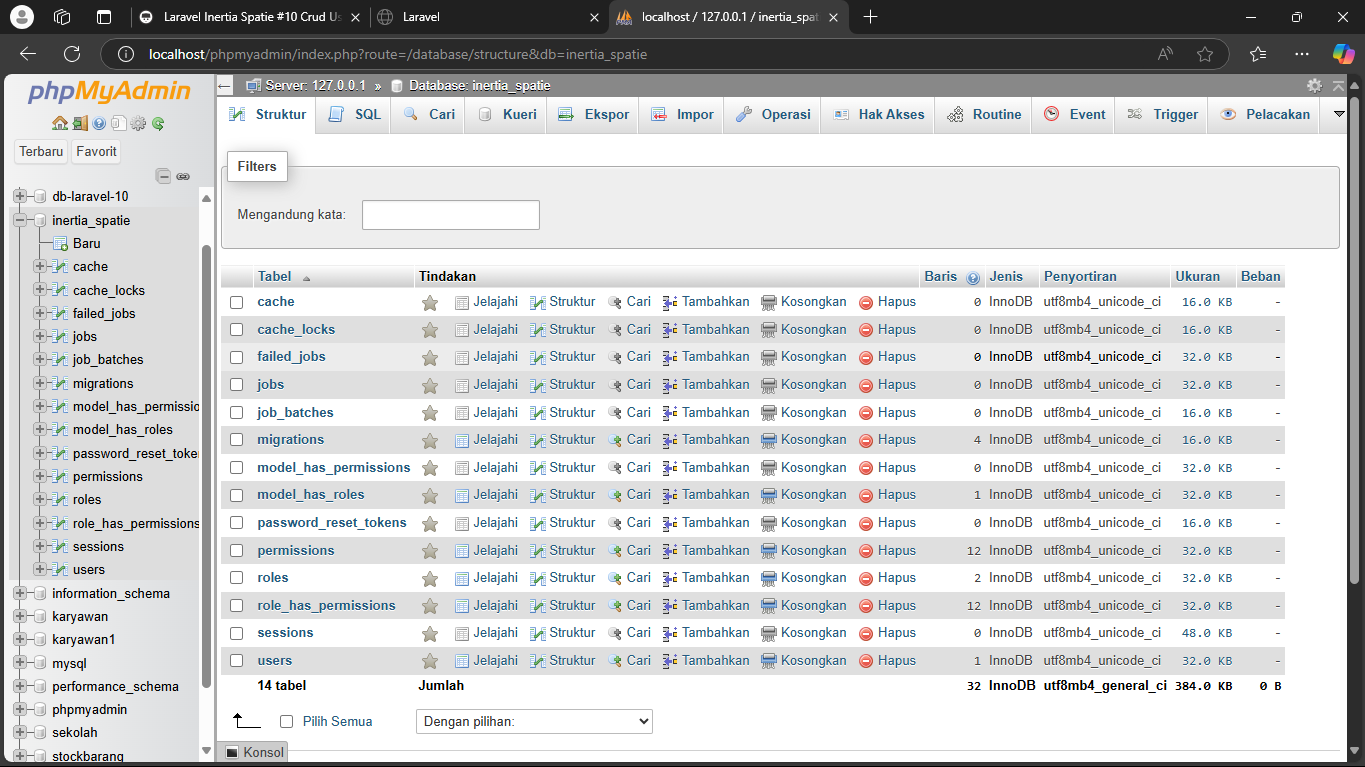 Laravel Inertia Spatie #10 Crud Us
Laravel
localhost / 127.0.0.1 / inertia_spat
localhost/phpmyadmin/index.php?route=/database/structure&db=inertia_spatie
phpMyAdmin
Terbaru Favorit
db-laravel-10
inertia_spatie
Baru
cache
cache_locks
failed_jobs
jobs
job_batches
migrations
model_has_permissio
model_has_roles
password_reset_toke
permissions
roles
role_has_permissions
sessions
users
information_schema
karyawan
karyawan1
mysql
performance_schema
phpmyadmin
sekolah
stockbarang
Server: 127.0.0.1 » Database: inertia_spatie
Struktur SQL Cari Kueri Ekspor Impor Operasi Hak Akses Routine Event Trigger Pelacakan
Filters
Mengandung kata:
Tabel Tindakan Baris Jenis Penyortiran Ukuran Beban
cache Jelajahi Struktur Cari Tambahkan Kosongkan Hapus 0 InnoDB utf8mb4_unicode_ci 16.0 KB -
cache_locks Jelajahi Struktur Cari Tambahkan Kosongkan Hapus 0 InnoDB utf8mb4_unicode_ci 16.0 KB -
failed_jobs Jelajahi Struktur Cari Tambahkan Kosongkan Hapus 0 InnoDB utf8mb4_unicode_ci 32.0 KB -
jobs Jelajahi Struktur Cari Tambahkan Kosongkan Hapus 0 InnoDB utf8mb4_unicode_ci 32.0 KB -
job_batches Jelajahi Struktur Cari Tambahkan Kosongkan Hapus 0 InnoDB utf8mb4_unicode_ci 16.0 KB -
migrations Jelajahi Struktur Cari Tambahkan Kosongkan Hapus 4 InnoDB utf8mb4_unicode_ci 16.0 KB -
model_has_permissions Jelajahi Struktur Cari Tambahkan Kosongkan Hapus 0 InnoDB utf8mb4_unicode_ci 32.0 KB -
model_has_roles Jelajahi Struktur Cari Tambahkan Kosongkan Hapus 1 InnoDB utf8mb4_unicode_ci 32.0 KB -
password_reset_tokens Jelajahi Struktur Cari Tambahkan Kosongkan Hapus 0 InnoDB utf8mb4_unicode_ci 16.0 KB -
permissions Jelajahi Struktur Cari Tambahkan Kosongkan Hapus 12 InnoDB utf8mb4_unicode_ci 32.0 KB -
roles Jelajahi Struktur Cari Tambahkan Kosongkan Hapus 2 InnoDB utf8mb4_unicode_ci 32.0 KB -
role_has_permissions Jelajahi Struktur Cari Tambahkan Kosongkan Hapus 12 InnoDB utf8mb4_unicode_ci 32.0 KB -
sessions Jelajahi Struktur Cari Tambahkan Kosongkan Hapus 0 InnoDB utf8mb4_unicode_ci 48.0 KB -
users Jelajahi Struktur Cari Tambahkan Kosongkan Hapus 1 InnoDB utf8mb4_unicode_ci 32.0 KB -
14 tabel Jumlah 32 InnoDB utf8mb4_general_ci 384.0 KB 0 B
Pilih Semua Dengan pilihan:
Konsol